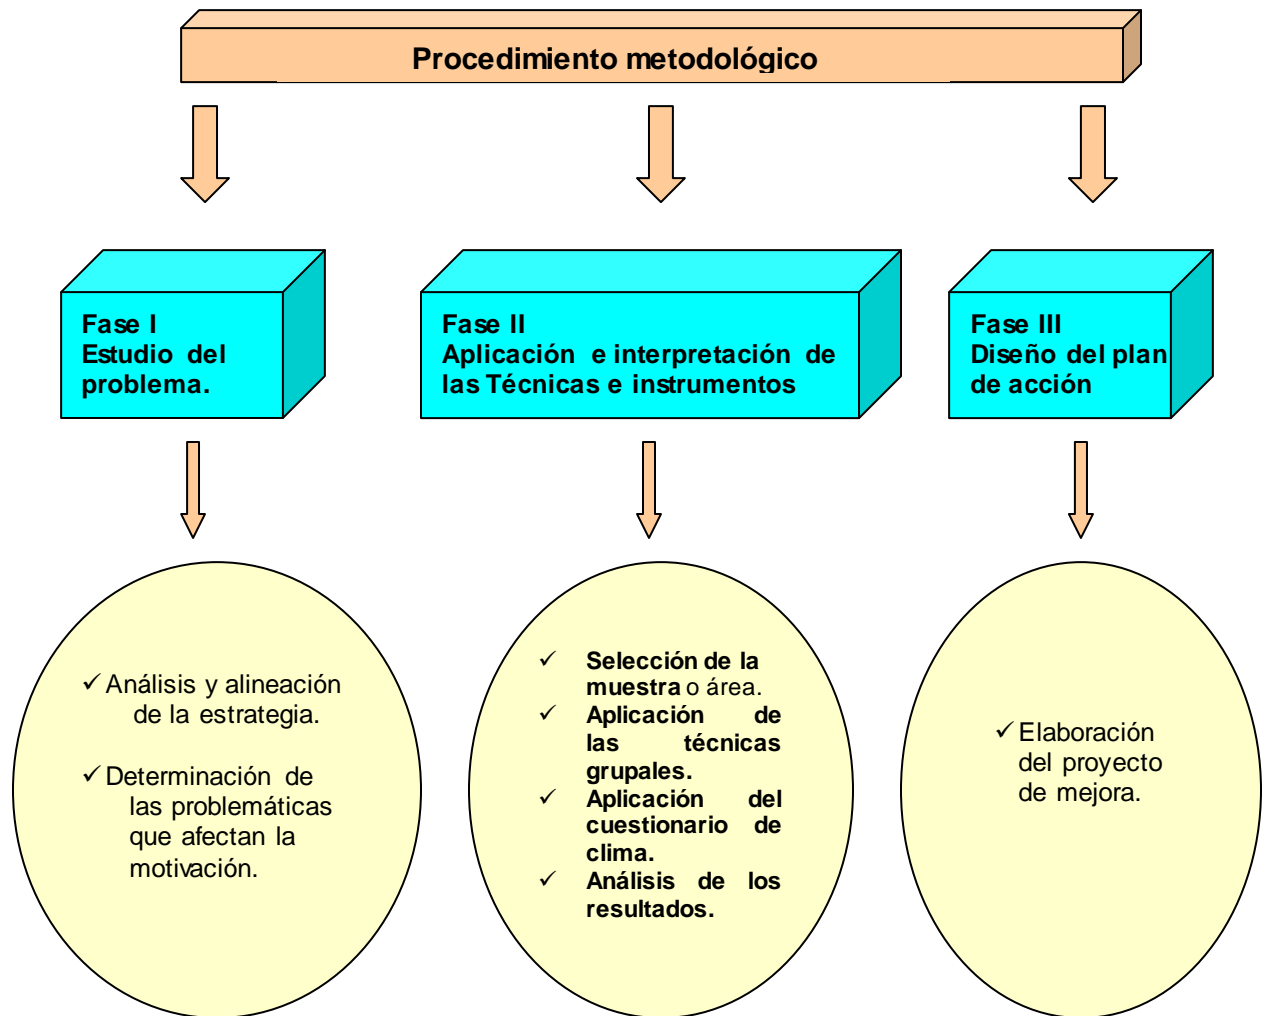 Procedimiento metodológico
Fase I
Estudio del
problema.
Fase II
Aplicación e interpretación de
las Técnicas e instrumentos
Fase III
Diseño del plan
de acción
✓ Análisis y alineación
de la estrategia.
✓ Determinación de
las problemáticas
que afectan la
motivación.
✓ Selección de la
muestra o área.
✓ Aplicación de
las técnicas
grupales.
✓ Aplicación del
cuestionario de
clima.
✓ Análisis de los
resultados.
✓ Elaboración
del proyecto
de mejora.